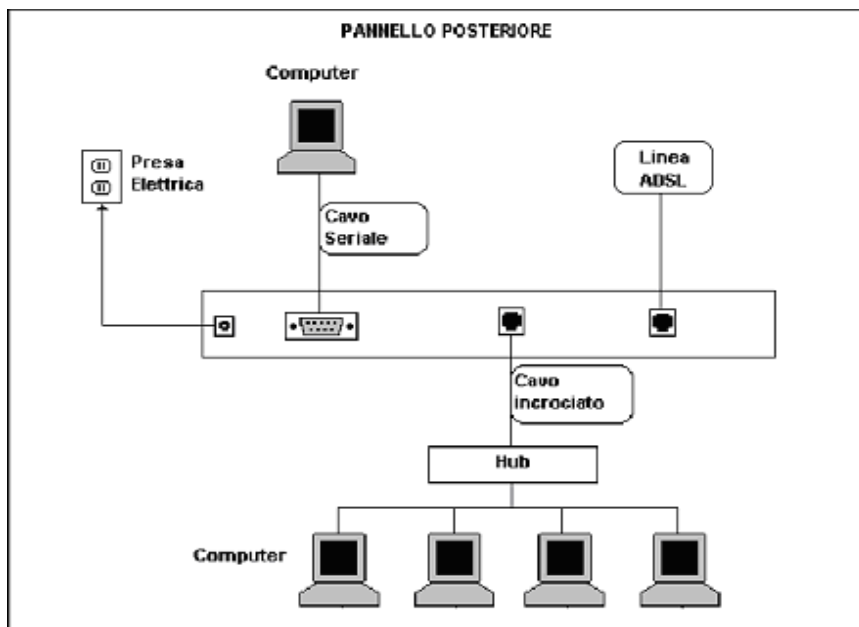 PANNELLO POSTERIORE
Computer
Presa
Elettrica
Linea
ADSL
Cavo
Seriale
Cavo
incrociato
Hub
Computer